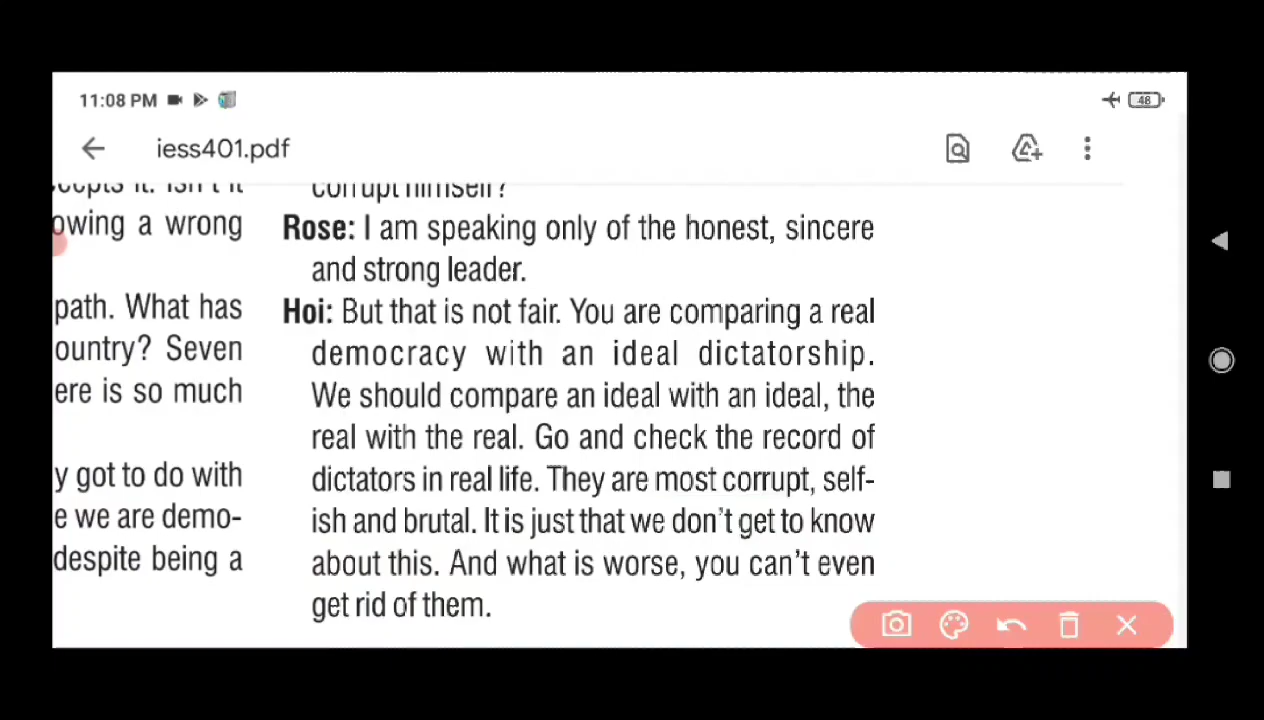 11:08 PM
48
iess401.pdf
owing a wrong
path. What has
ountry? Seven
ere is so much
y got to do with
e we are demo-
despite being a
corrupt himself?
Rose: I am speaking only of the honest, sincere
and strong leader.
Hoi: But that is not fair. You are comparing a real
democracy with an ideal dictatorship.
We should compare an ideal with an ideal, the
real with the real. Go and check the record of
dictators in real life. They are most corrupt, self-
ish and brutal. It is just that we don't get to know
about this. And what is worse, you can't even
get rid of them.